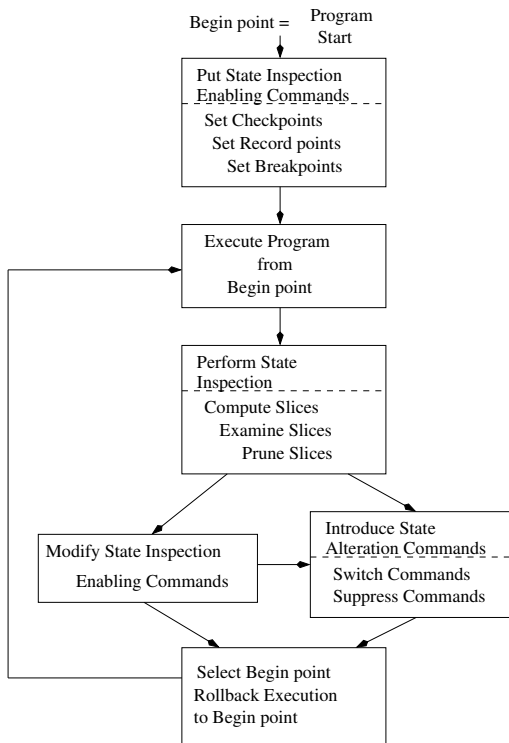 Begin point = Program
Start
Put State Inspection
Enabling Commands
Set Checkpoints
Set Record points
Set Breakpoints
Execute Program
from
Begin point
Perform State
Inspection
Compute Slices
Examine Slices
Prune Slices
Modify State Inspection
Enabling Commands
Introduce State
Alteration Commands
Switch Commands
Suppress Commands
Select Begin point
Rollback Execution
to Begin point